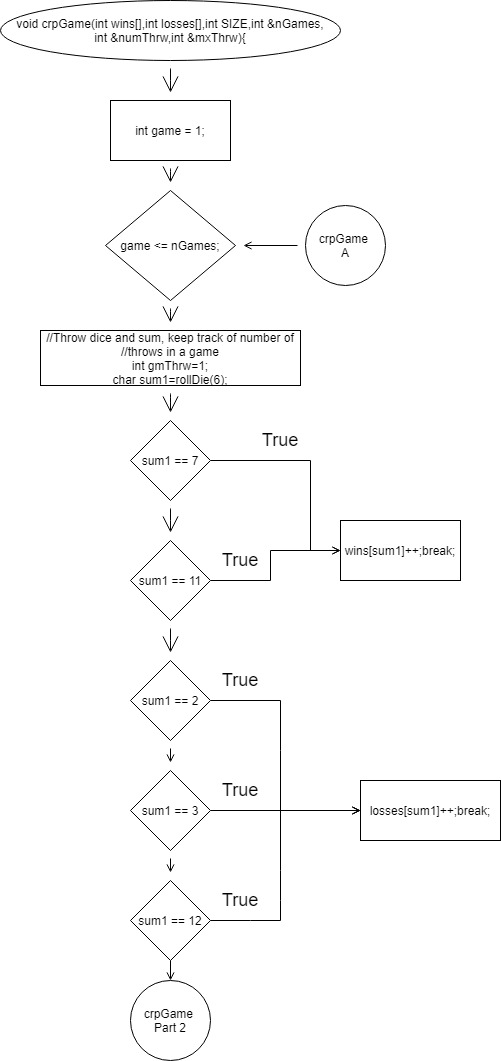 void crpGame(int wins[],int losses[],int SIZE,int &nGames,
int &numThrw,int &mxThrw){
int game = 1;
game <= nGames;
crpGame
A
//Throw dice and sum, keep track of number of
//throws in a game
int gmThrw=1;
char sum1=rollDie(6);
True
sum1 == 7
wins[sum1]++;break;
True
sum1 == 11
True
sum1 == 2
True
sum1 == 3
losses[sum1]++;break;
True
sum1 == 12
crpGame
Part 2